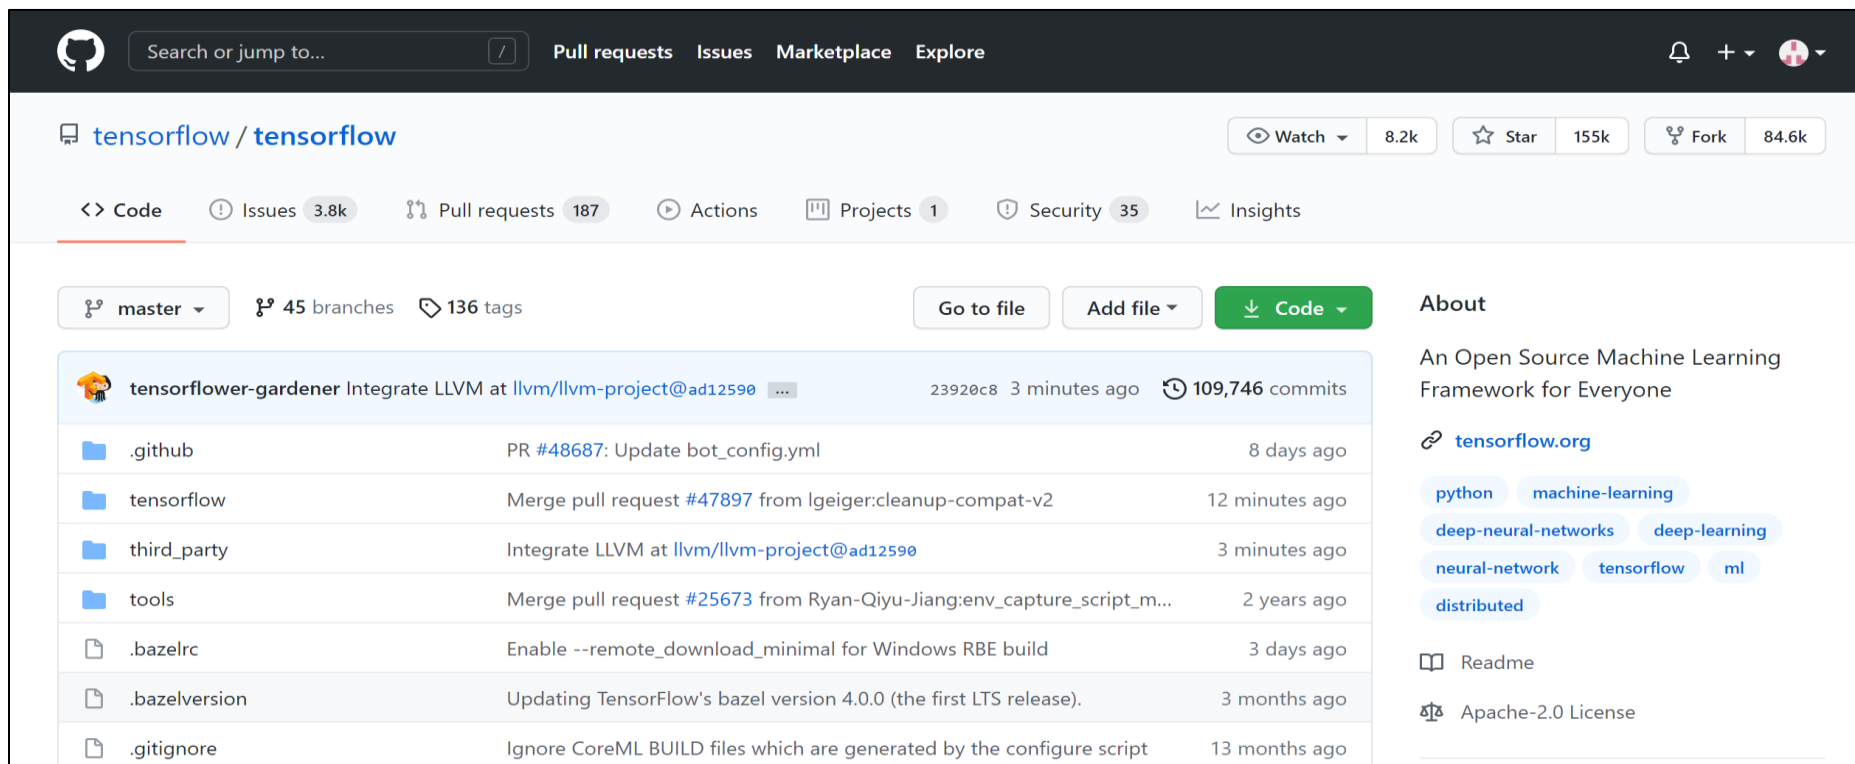 Search or jump to... / Pull requests Issues Marketplace Explore
tensorflow / tensorflow Watch 8.2k Star 155k Fork 84.6k
Code Issues 3.8k Pull requests 187 Actions Projects 1 Security 35 Insights
master 45 branches 136 tags Go to file Add file Code
tensorflower-gardener Integrate LLVM at llvm/llvm-project@ad12590 ... 23920c8 3 minutes ago 109,746 commits
.github PR #48687: Update bot_config.yml 8 days ago
tensorflow Merge pull request #47897 from lgeiger:cleanup-compat-v2 12 minutes ago
third_party Integrate LLVM at llvm/llvm-project@ad12590 3 minutes ago
tools Merge pull request #25673 from Ryan-Qiyu-Jiang:env_capture_script_m... 2 years ago
.bazelrc Enable --remote_download_minimal for Windows RBE build 3 days ago
.bazelversion Updating TensorFlow's bazel version 4.0.0 (the first LTS release). 3 months ago
.gitignore Ignore CoreML BUILD files which are generated by the configure script 13 months ago
About
An Open Source Machine Learning
Framework for Everyone
tensorflow.org
python machine-learning
deep-neural-networks deep-learning
neural-network tensorflow ml
distributed
Readme
Apache-2.0 License